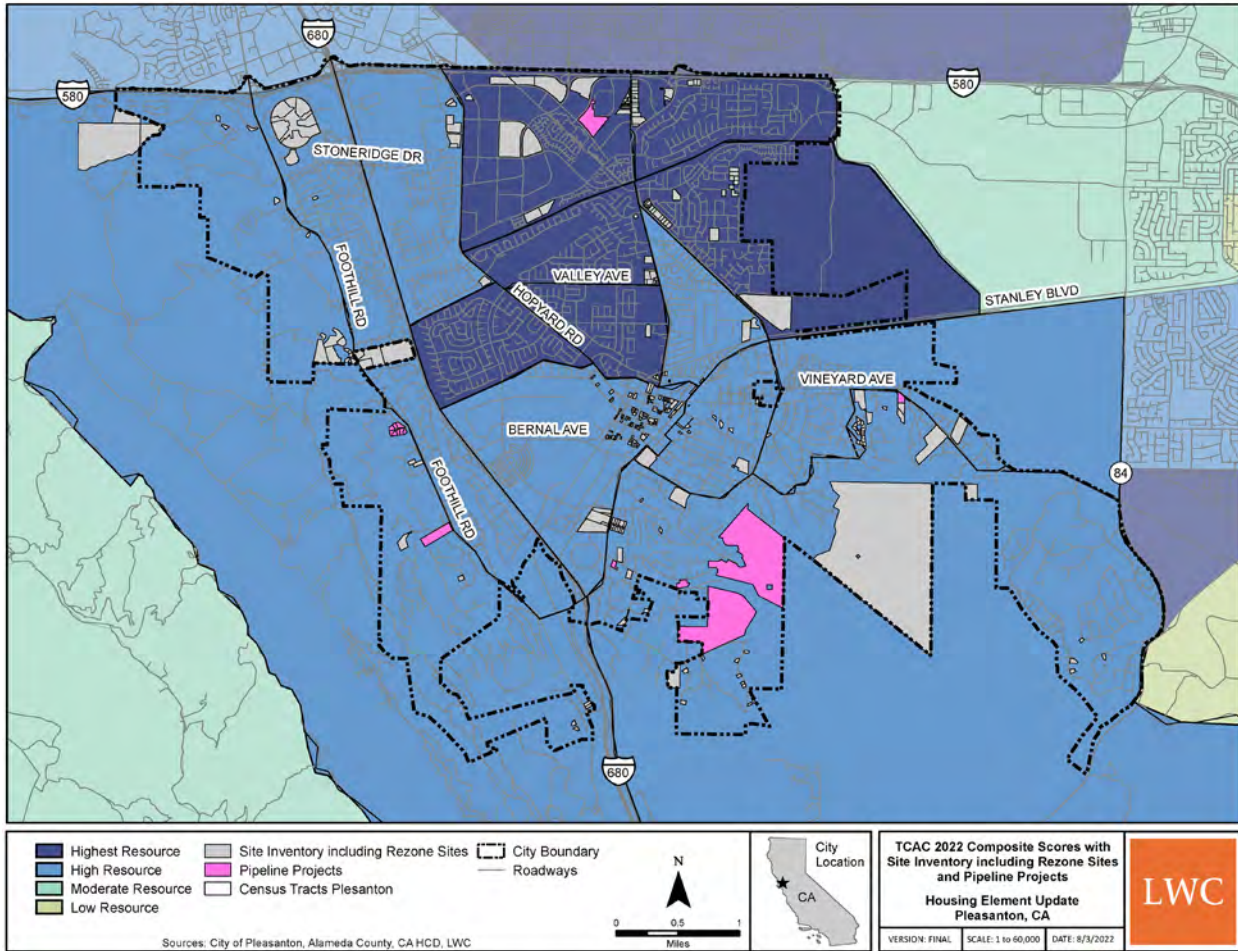 680
580
580
STONERIDGE DR
FOOTHILL RD
VALLEY AVE
HOPYARD RD
STANLEY BLVD
VINEYARD AVE
BERNAL AVE
84
FOOTHILL RD
680
Highest Resource
High Resource
Moderate Resource
Low Resource
Site Inventory including Rezone Sites
Pipeline Projects
Census Tracts Plesanton
City Boundary
Roadways
Sources: City of Pleasanton, Alameda County, CA HCD, LWC
N
0 0.5 1
Miles
City
Location
CA
TCAC 2022 Composite Scores with
Site Inventory including Rezone Sites
and Pipeline Projects
Housing Element Update
Pleasanton, CA
VERSION: FINAL SCALE: 1 to 60,000 DATE: 8/3/2022
LWC